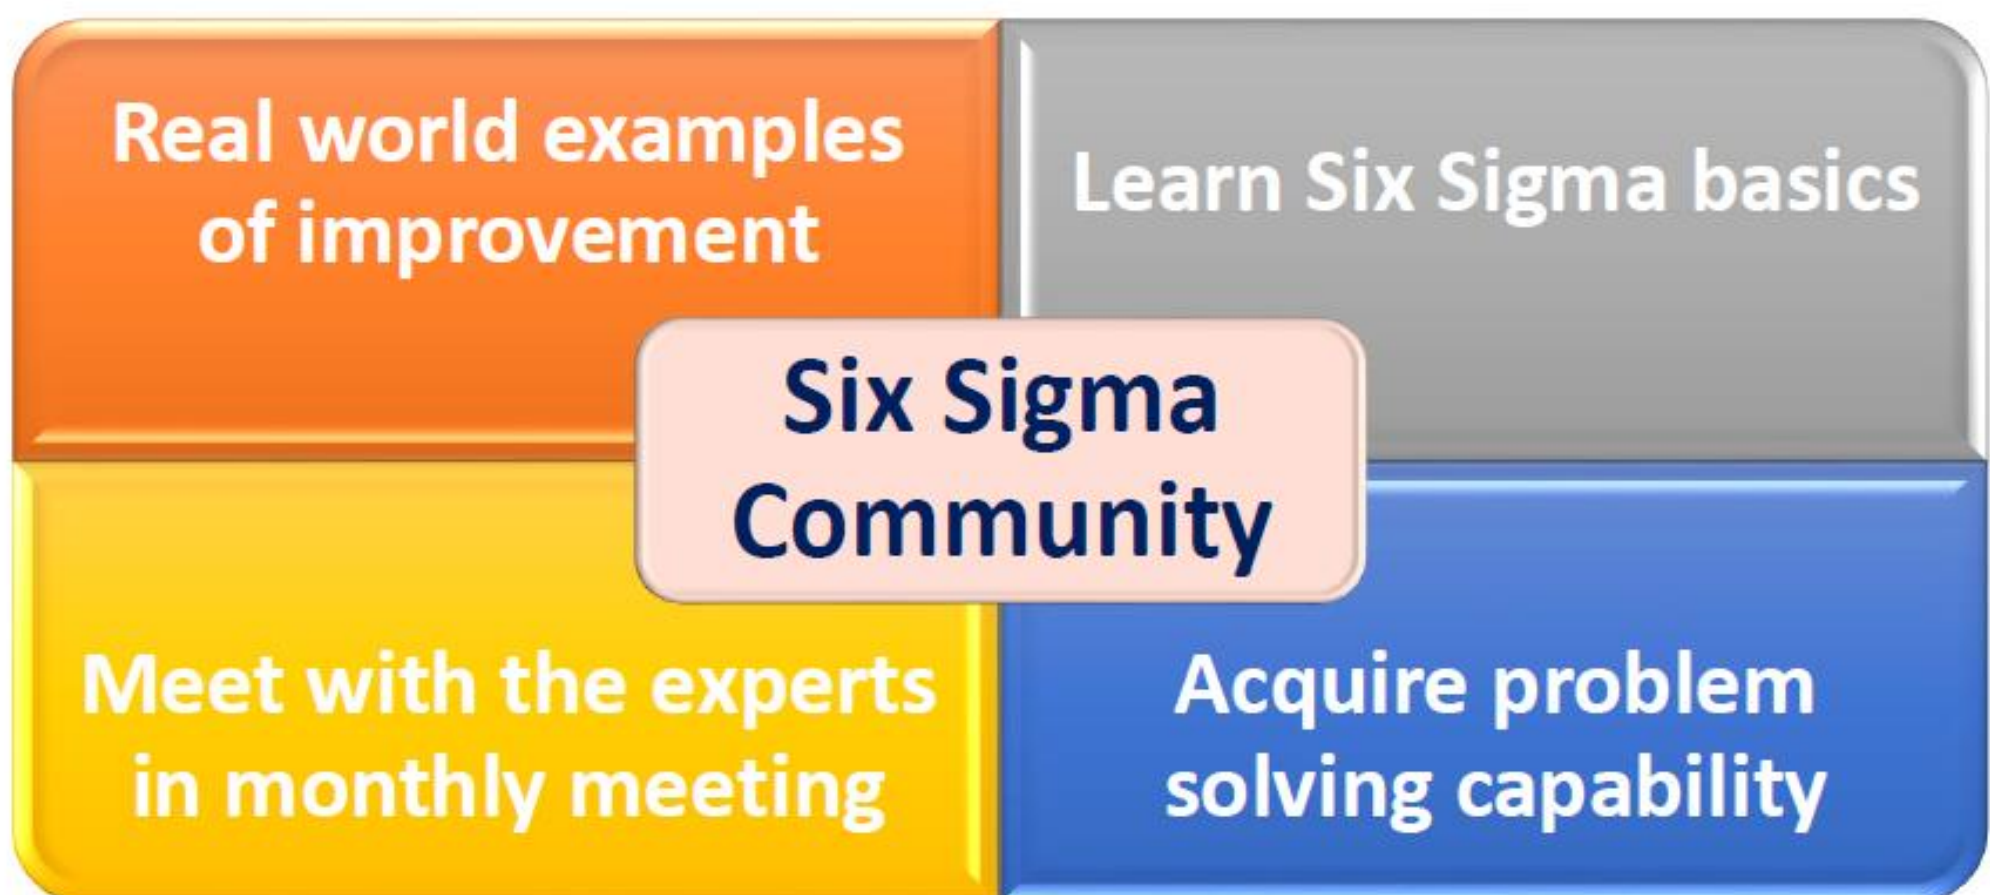 Real world examples
of improvement
Learn Six Sigma basics
Six Sigma
Community
Meet with the experts
in monthly meeting
Acquire problem
solving capability